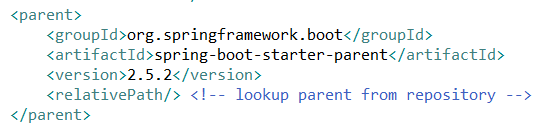 <parent>
<groupId>org.springframework.boot</groupId>
<artifactId>spring-boot-starter-parent</artifactId>
<version>2.5.2</version>
<relativePath/> <!-- lookup parent from repository -->
</parent>